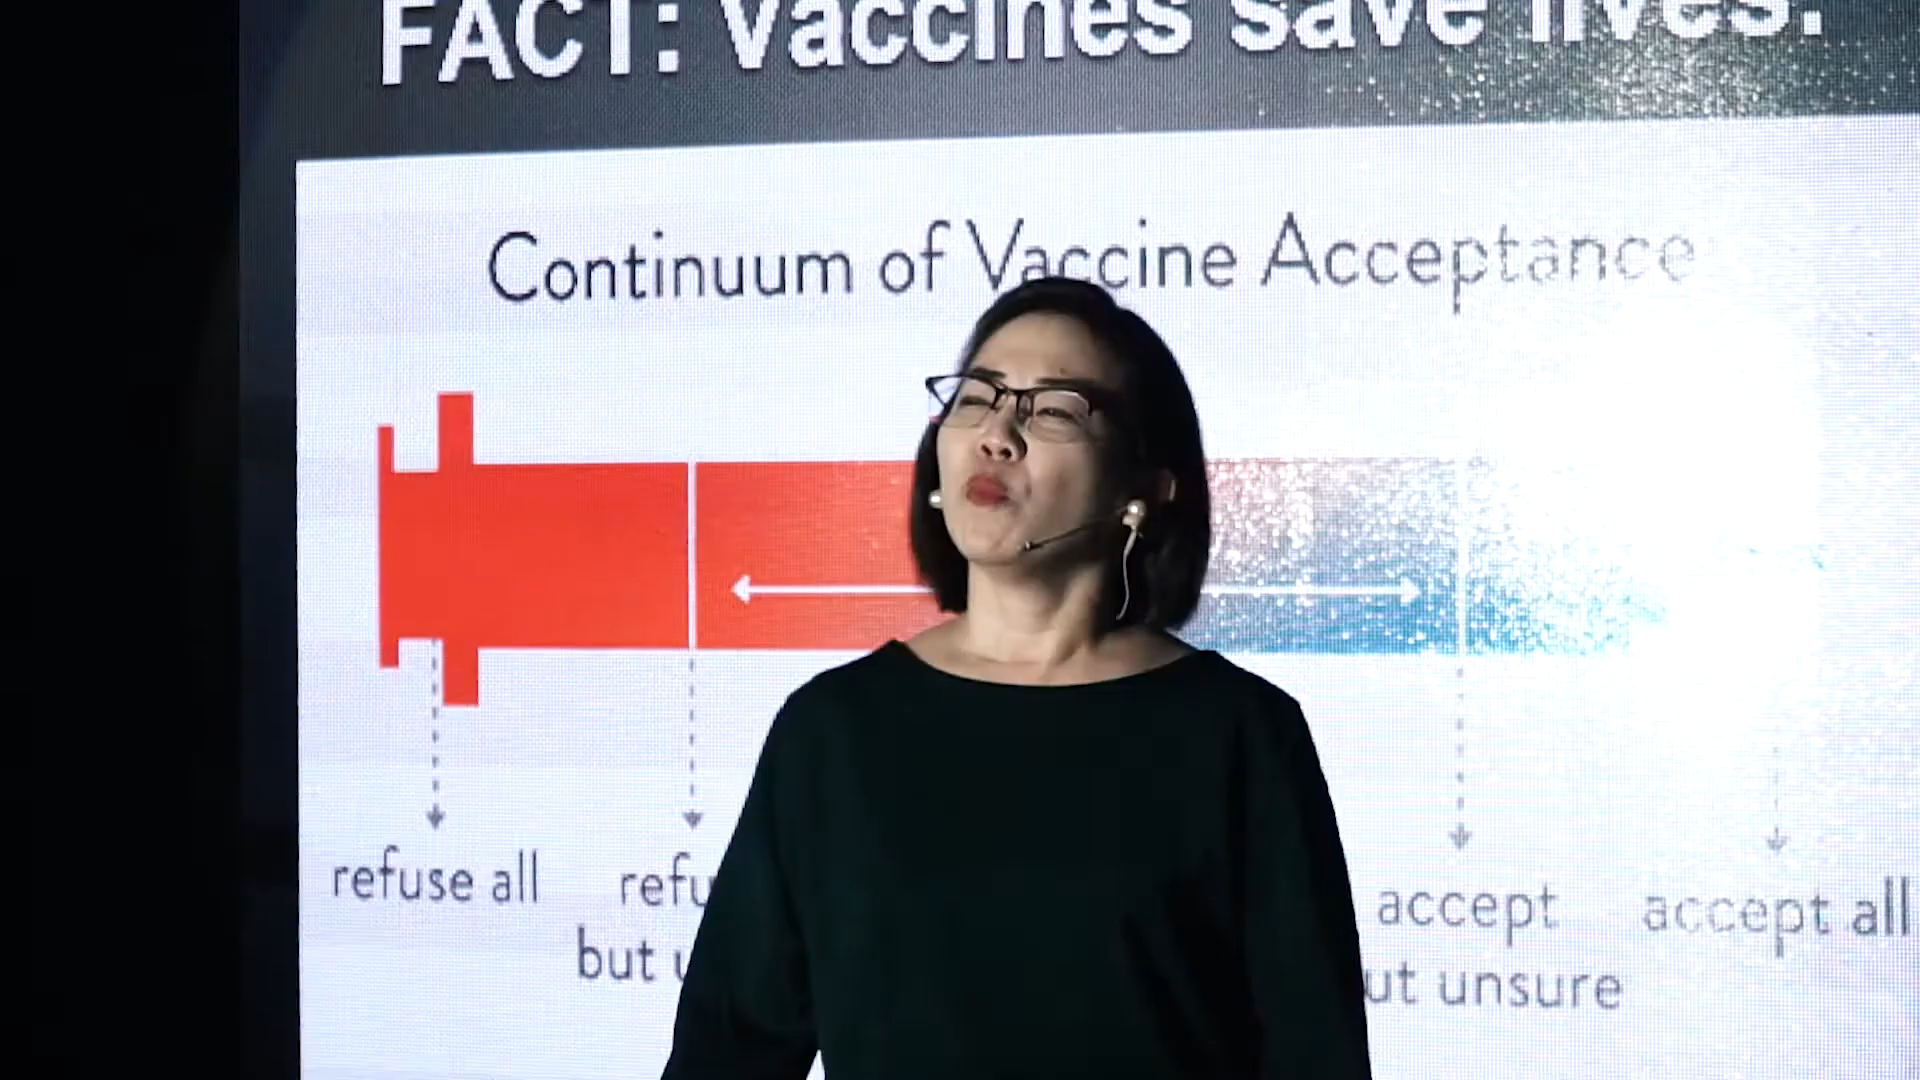 FACT: Vaccines save lives.
Continuum of Vaccine Acceptance
refuse all
accept
accept all
but
unsure